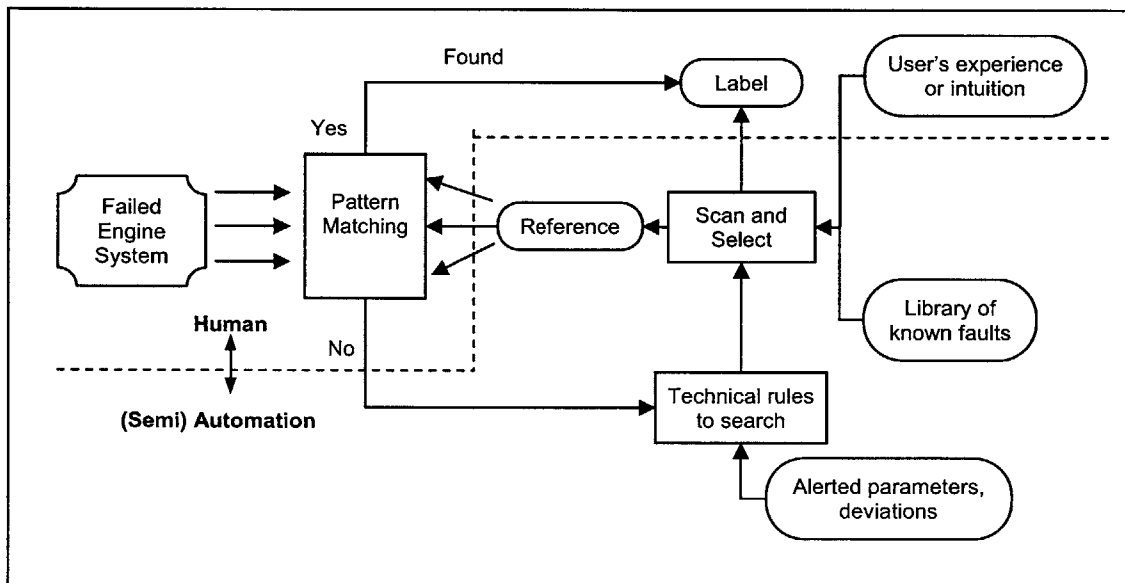 Found
Label
User's experience
or intuition
Yes
Failed
Engine
System
Pattern
Matching
Reference
Scan and
Select
Library of
known faults
Human
No
(Semi) Automation
Technical rules
to search
Alerted parameters,
deviations